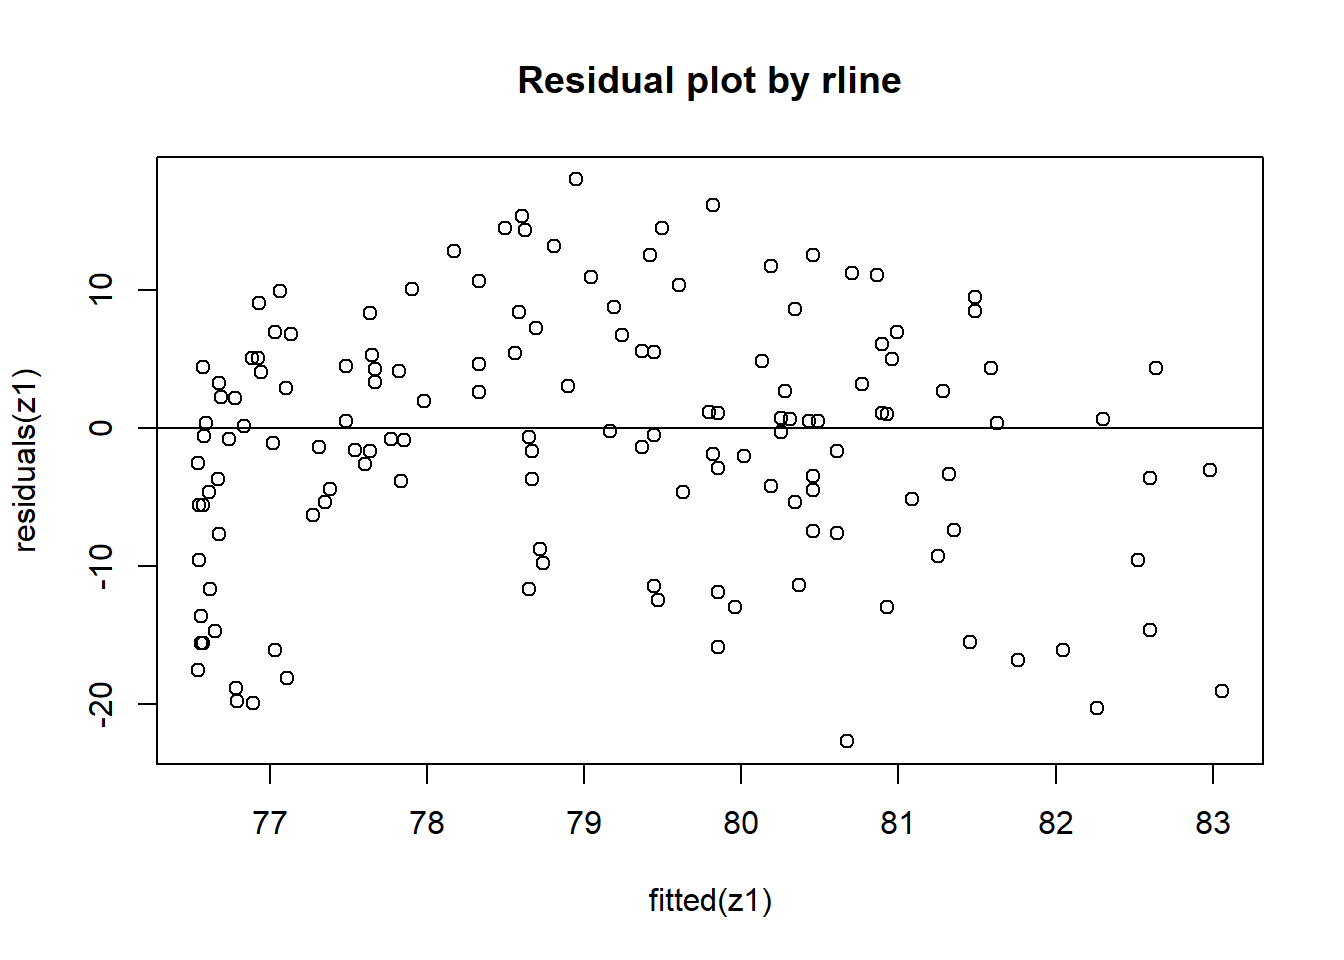 Residual plot by rline
residuals(z1)
10
0
-10
-20
77 78 79 80 81 82 83
fitted(z1)